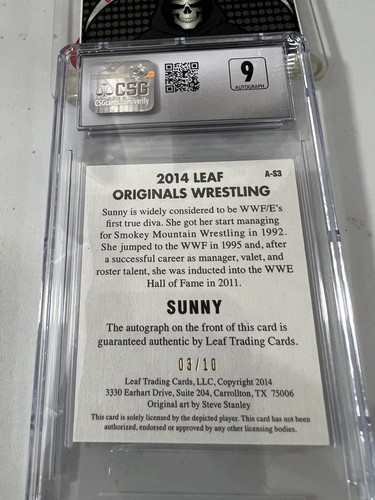 CSG
CSGcards.com/verify
9
AUTOGRAPH
2014 LEAF
A-S3
ORIGINALS WRESTLING
Sunny is widely considered to be WWF/E's
first true diva. She got her start managing
for Smokey Mountain Wrestling in 1992.
She jumped to the WWF in 1995 and, after
a successful career as manager, valet, and
roster talent, she was inducted into the WWE
Hall of Fame in 2011.
SUNNY
The autograph on the front of this card is
guaranteed authentic by Leaf Trading Cards.
03/10
Leaf Trading Cards, LLC, Copyright 2014
3330 Earhart Drive, Suite 204, Carrollton, TX 75006
Original art by Steve Stanley
This card is solely licensed by the depicted player. This card has not been
authorized, endorsed or approved by any other licensing bodies.